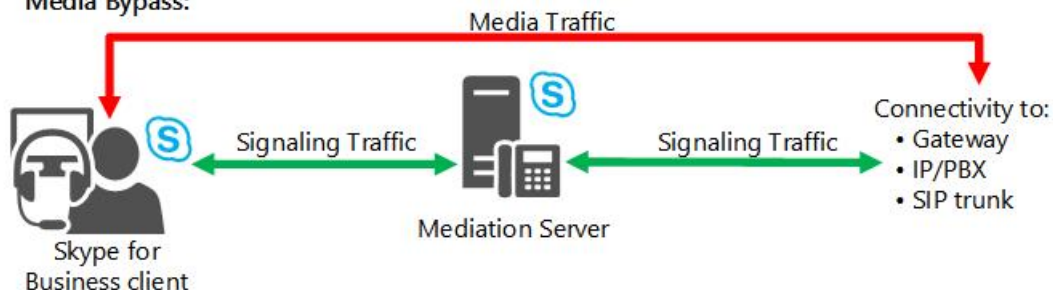 Media Bypass:
Media Traffic
Connectivity to:
• Gateway
• IP/PBX
• SIP trunk
Signaling Traffic
Signaling Traffic
Mediation Server
Skype for
Business client